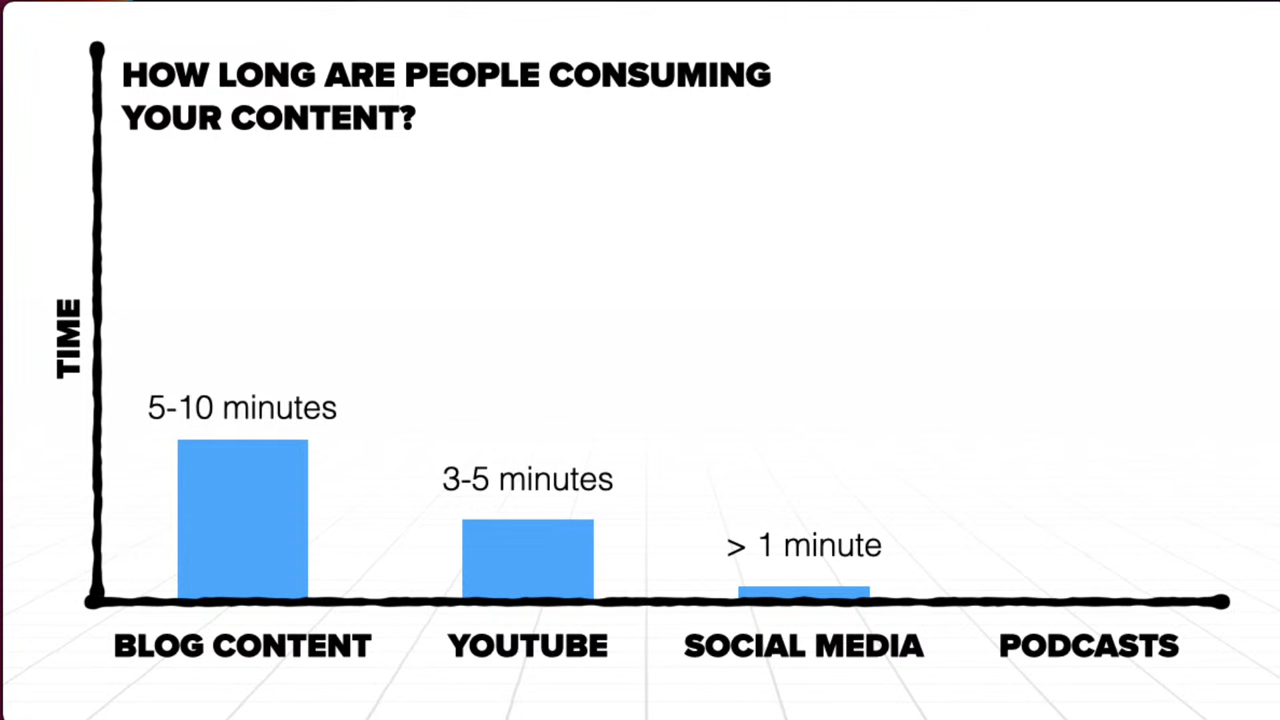 HOW LONG ARE PEOPLE CONSUMING
YOUR CONTENT?
TIME
5-10 minutes
3-5 minutes
> 1 minute
BLOG CONTENT
YOUTUBE
SOCIAL MEDIA
PODCASTS